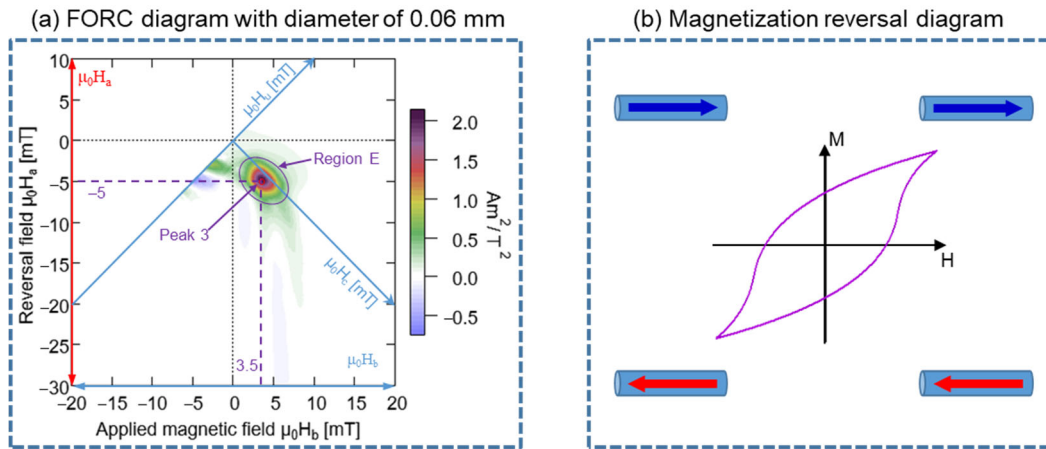 (a) FORC diagram with diameter of 0.06 mm
(b) Magnetization reversal diagram
10
5
0
−5
−10
−15
−20
−25
−30
Reversal field μ₀Hₐ [mT]
μ₀Hₐ
μ₀Hᵤ [mT]
Region E
−5
Peak 3
μ₀H꜀ [mT]
3.5
μ₀H_b
−20
−15
−10
−5
0
5
10
15
20
Applied magnetic field μ₀H_b [mT]
2.0
1.5
1.0
0.5
0.0
−0.5
Am²/T²
M
H